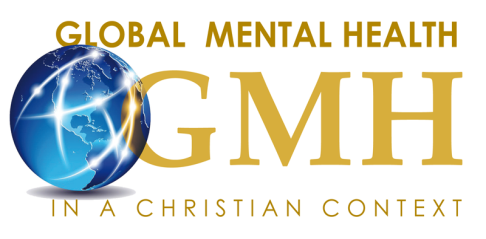 GLOBAL MENTAL HEALTH
GMH
IN A CHRISTIAN CONTEXT